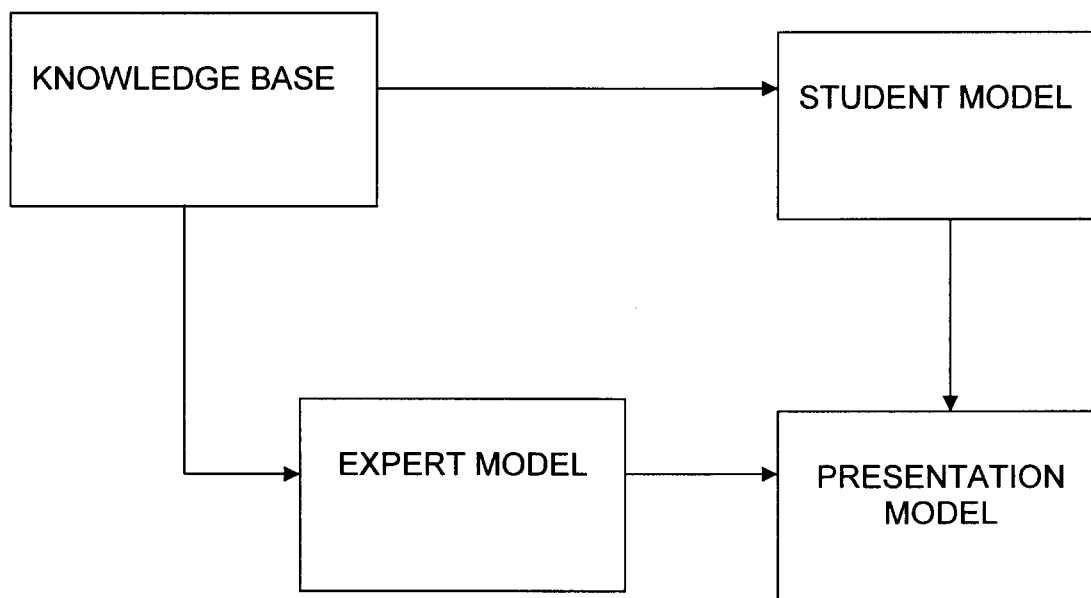 KNOWLEDGE BASE
STUDENT MODEL
EXPERT MODEL
PRESENTATION
MODEL